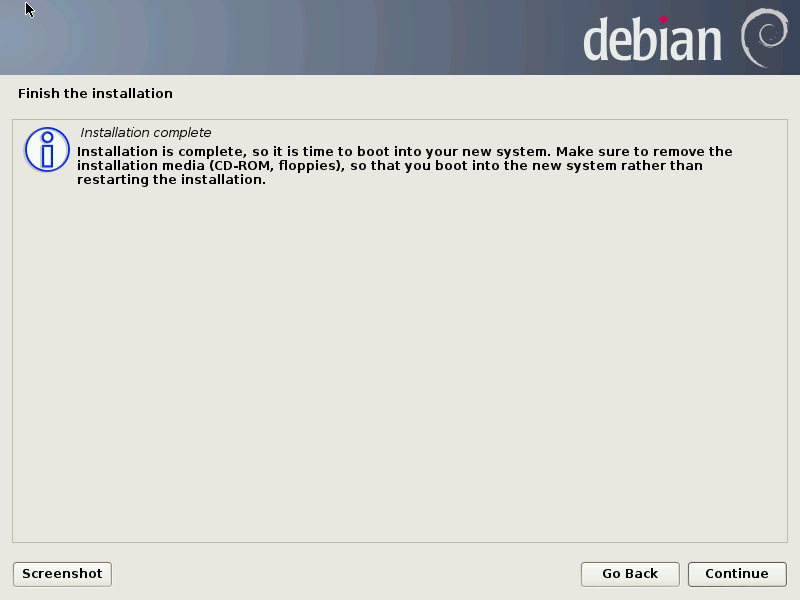 debian
Finish the installation
Installation complete
Installation is complete, so it is time to boot into your new system. Make sure to remove the
installation media (CD-ROM, floppies), so that you boot into the new system rather than
restarting the installation.
Screenshot
Go Back
Continue